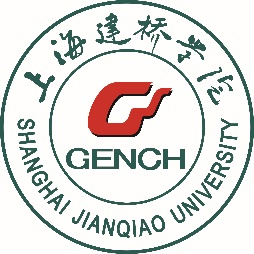 上海建桥学院
GENCH
SHANGHAI JIANQIAO UNIVERSITY